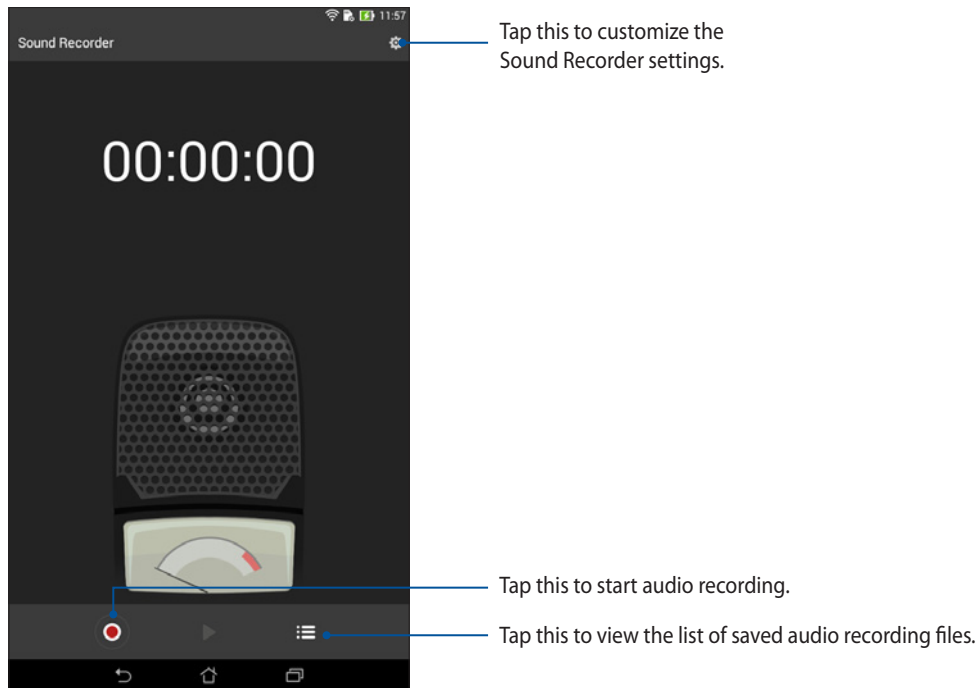 11:57
Sound Recorder
Tap this to customize the
Sound Recorder settings.
00:00:00
Tap this to start audio recording.
Tap this to view the list of saved audio recording files.